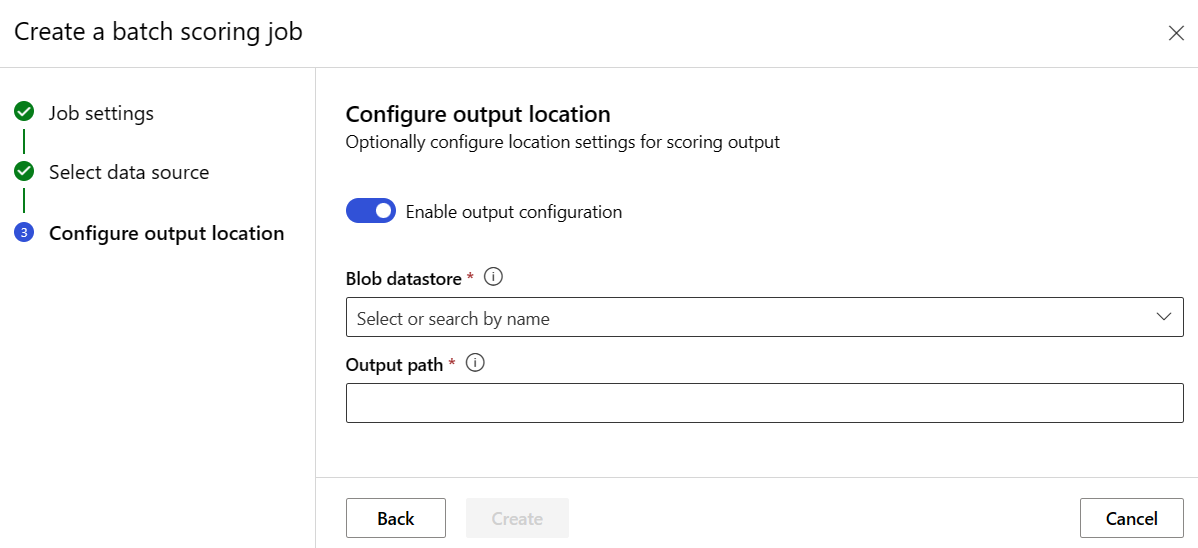 Create a batch scoring job
Job settings
Select data source
3 Configure output location
Configure output location
Optionally configure location settings for scoring output
Enable output configuration
Blob datastore *
Select or search by name
Output path *
Back
Create
Cancel